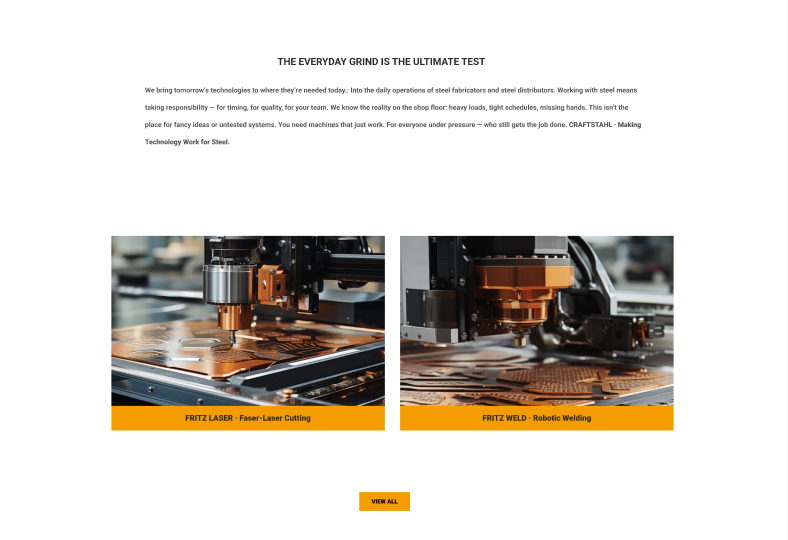 THE EVERYDAY GRIND IS THE ULTIMATE TEST
We bring tomorrow's technologies to where they're needed today.: Into the daily operations of steel fabricators and steel distributors. Working with steel means
taking responsibility — for timing, for quality, for your team. We know the reality on the shop floor: heavy loads, tight schedules, missing hands. This isn't the
place for fancy ideas or untested systems. You need machines that just work. For everyone under pressure — who still gets the job done. CRAFTSTAHL · Making
Technology Work for Steel.
FRITZ LASER · Faser-Laser Cutting
FRITZ WELD · Robotic Welding
VIEW ALL